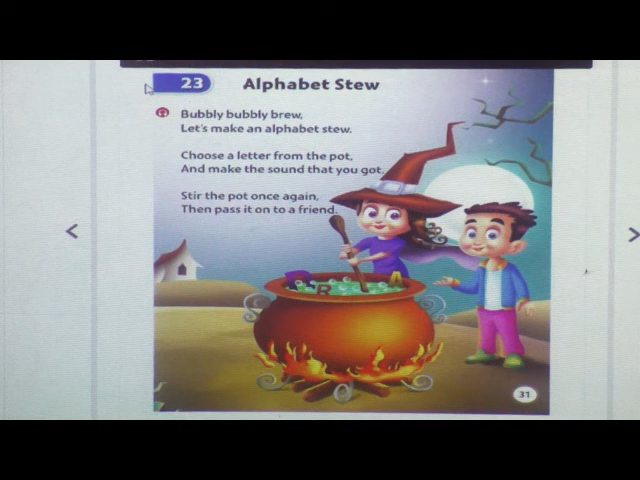 23 Alphabet Stew
Bubbly bubbly brew,
Let's make an alphabet stew.
Choose a letter from the pot,
And make the sound that you got.
Stir the pot once again,
Then pass it on to a friend.
R
A
31